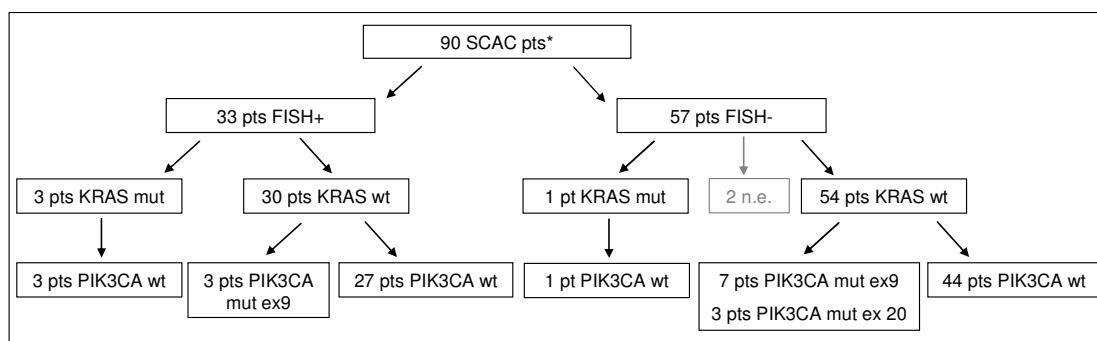 90 SCAC pts*
33 pts FISH+
57 pts FISH-
3 pts KRAS mut
30 pts KRAS wt
1 pt KRAS mut
2 n.e.
54 pts KRAS wt
3 pts PIK3CA wt
3 pts PIK3CA
mut ex9
27 pts PIK3CA wt
1 pt PIK3CA wt
7 pts PIK3CA mut ex9
3 pts PIK3CA mut ex 20
44 pts PIK3CA wt